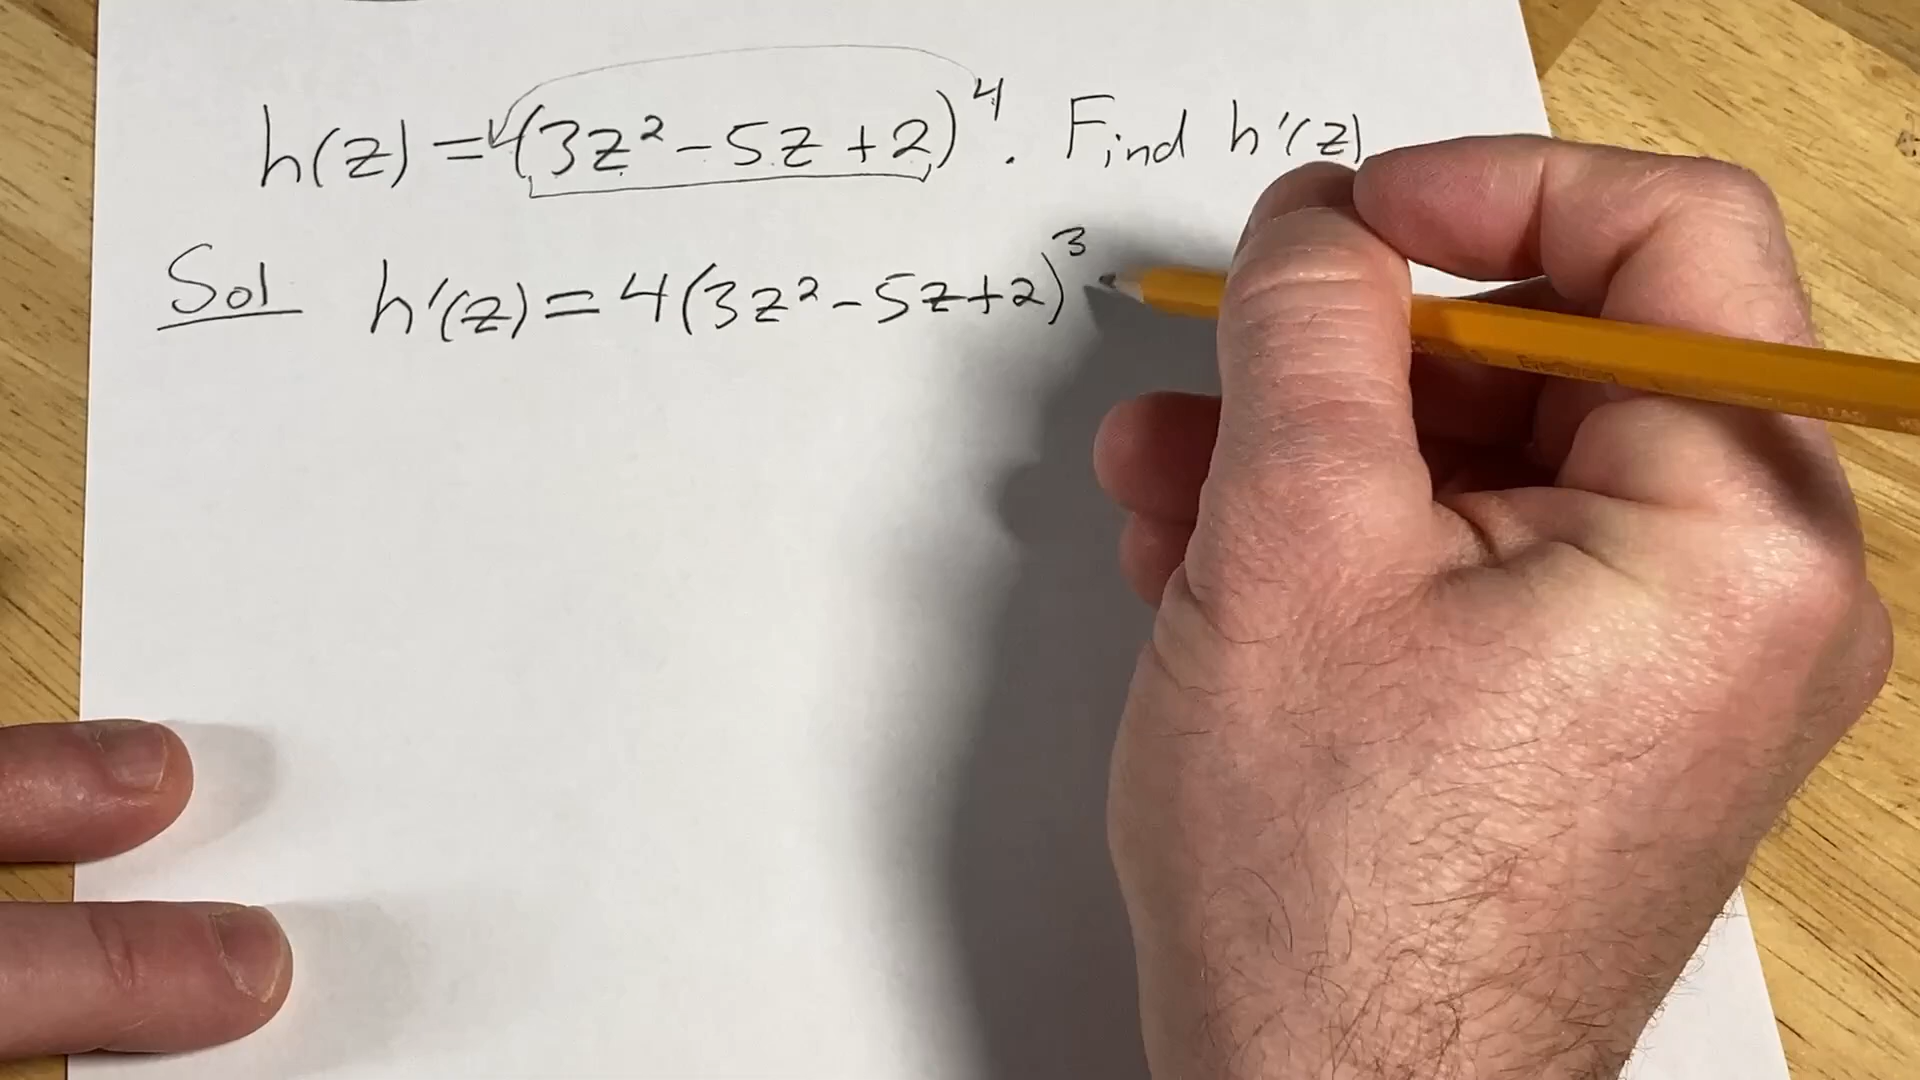 h(z) = (3z² - 5z + 2)⁴. Find h'(z)
Sol h'(z) = 4(3z² - 5z + 2)³